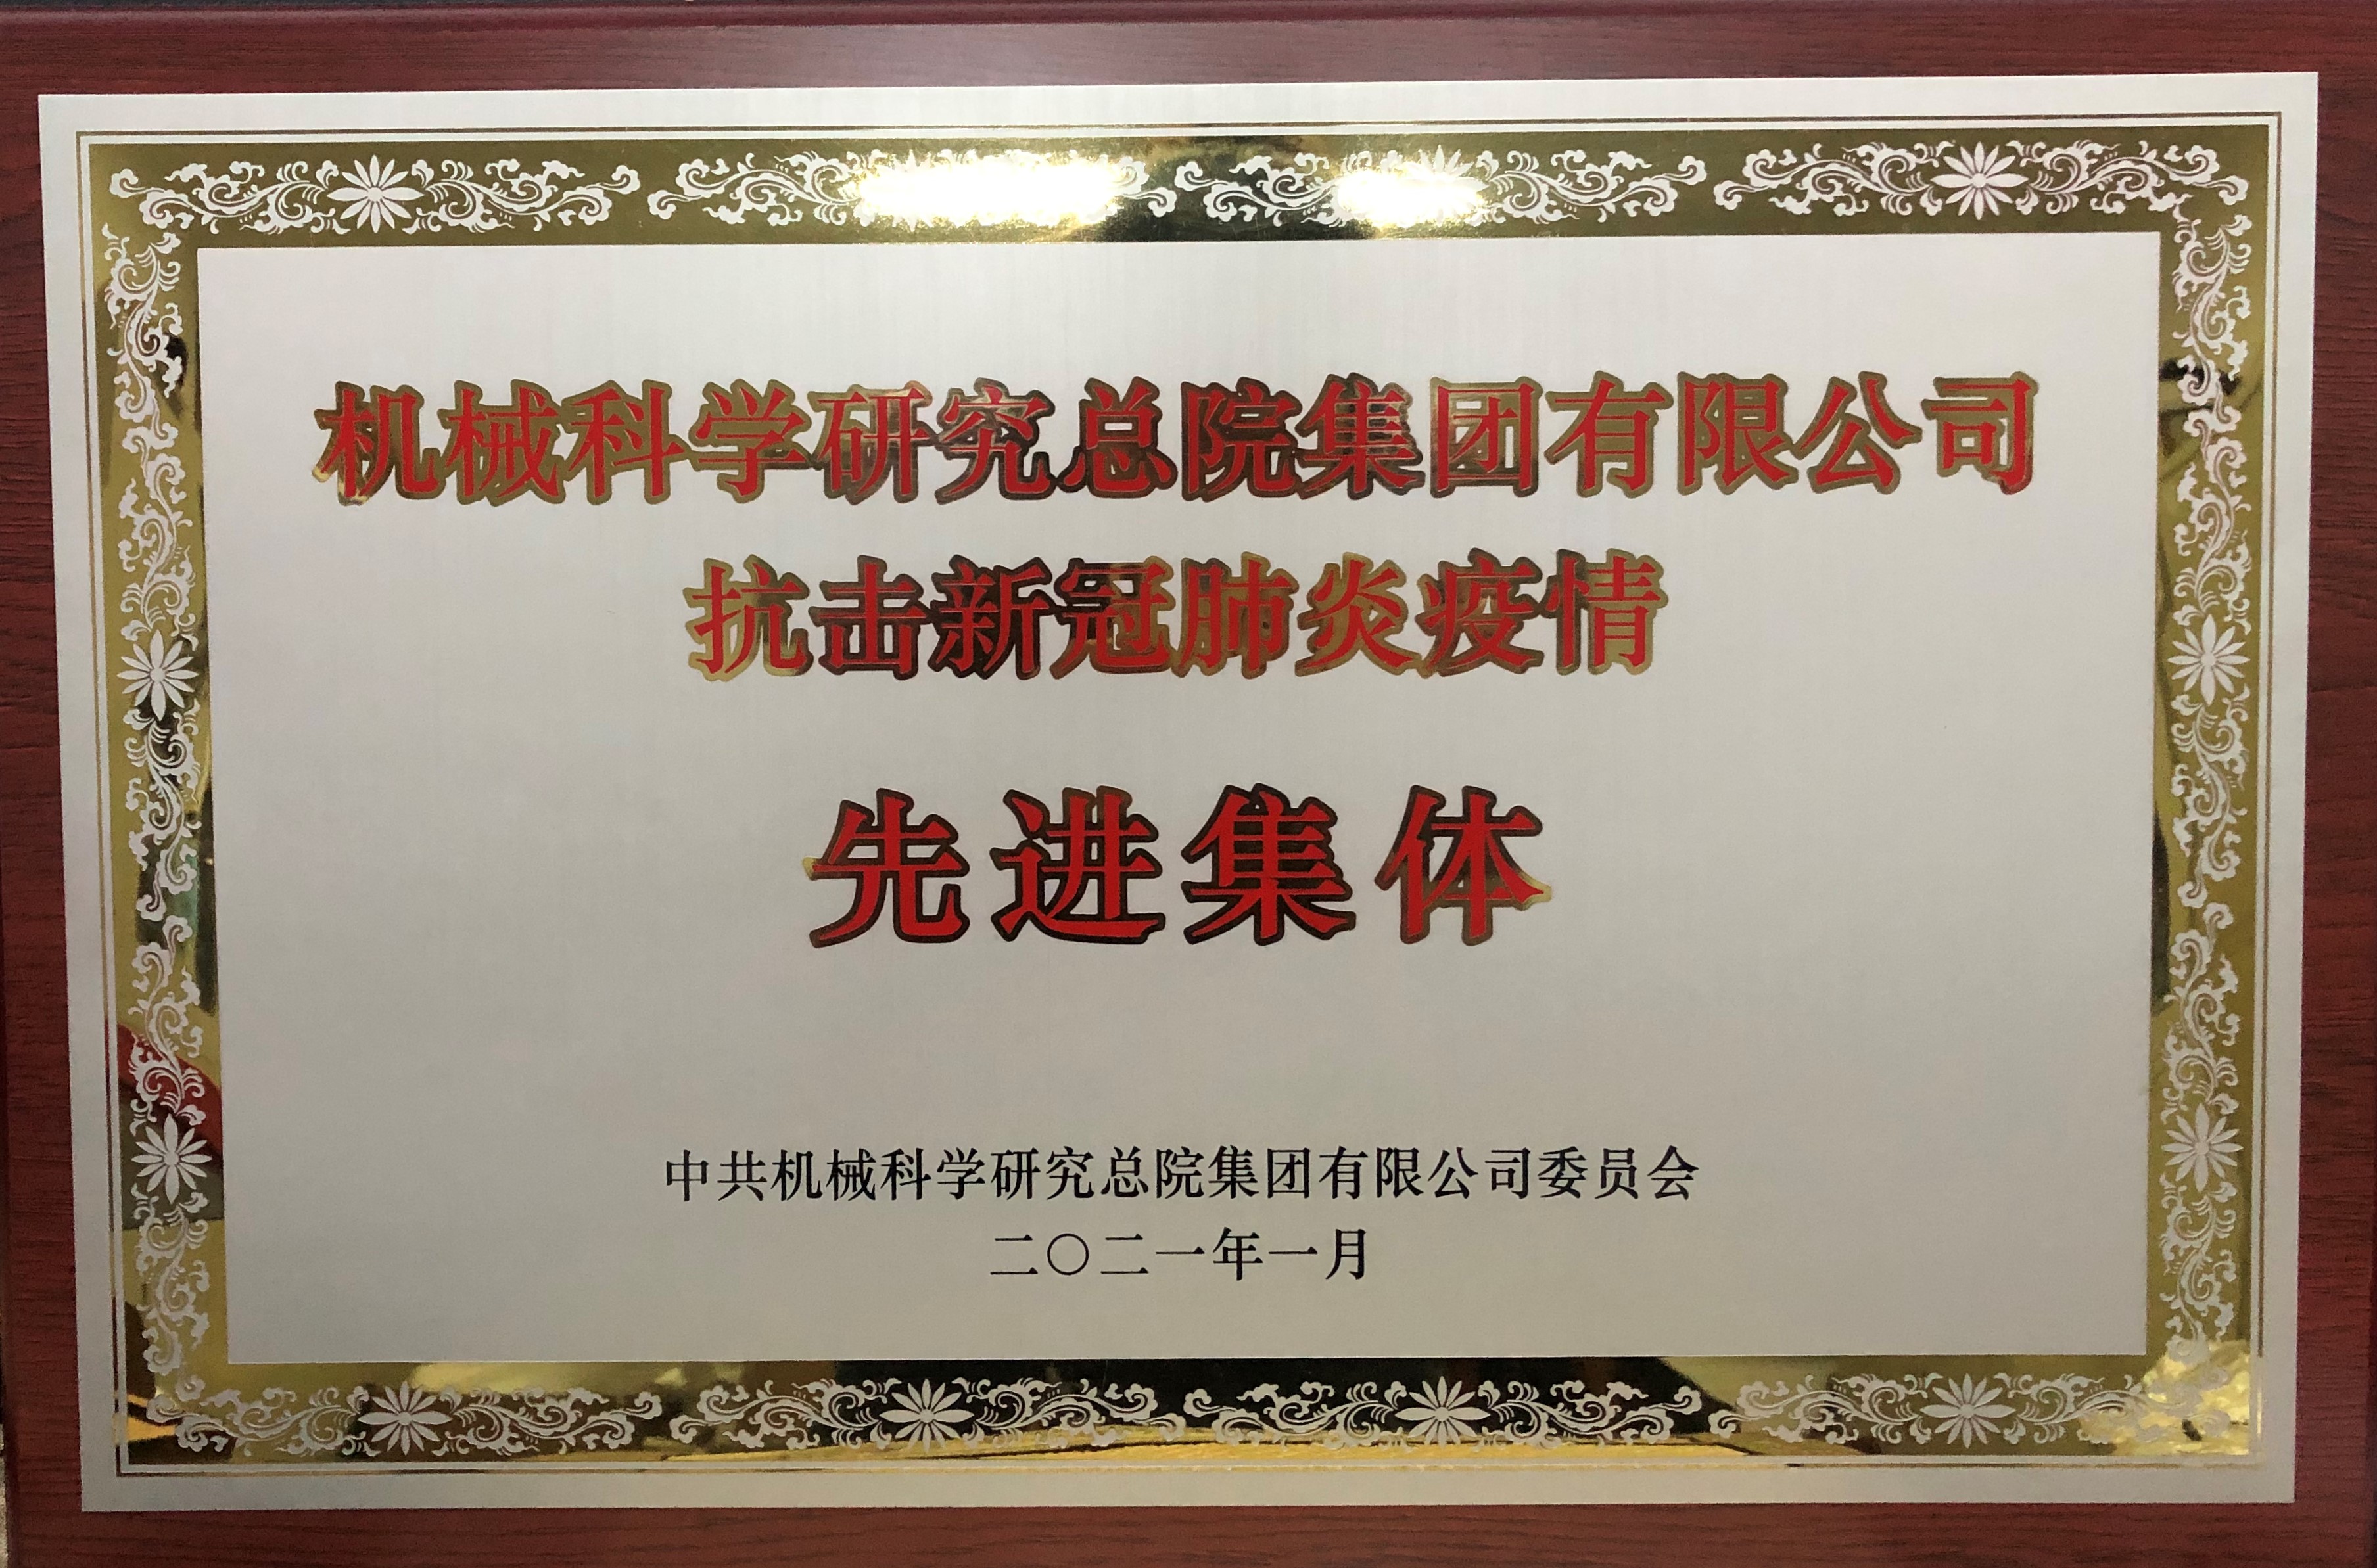 机械科学研究总院集团有限公司
抗击新冠肺炎疫情
先进集体
中共机械科学研究总院集团有限公司委员会
二〇二一年一月